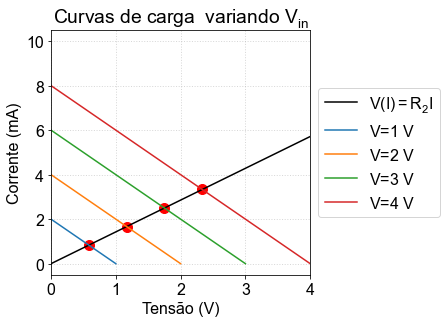 Curvas de carga variando V_in
Corrente (mA)
10
8
6
4
2
0
0 1 2 3 4
Tensão (V)
V(I) = R₂I
V=1 V
V=2 V
V=3 V
V=4 V